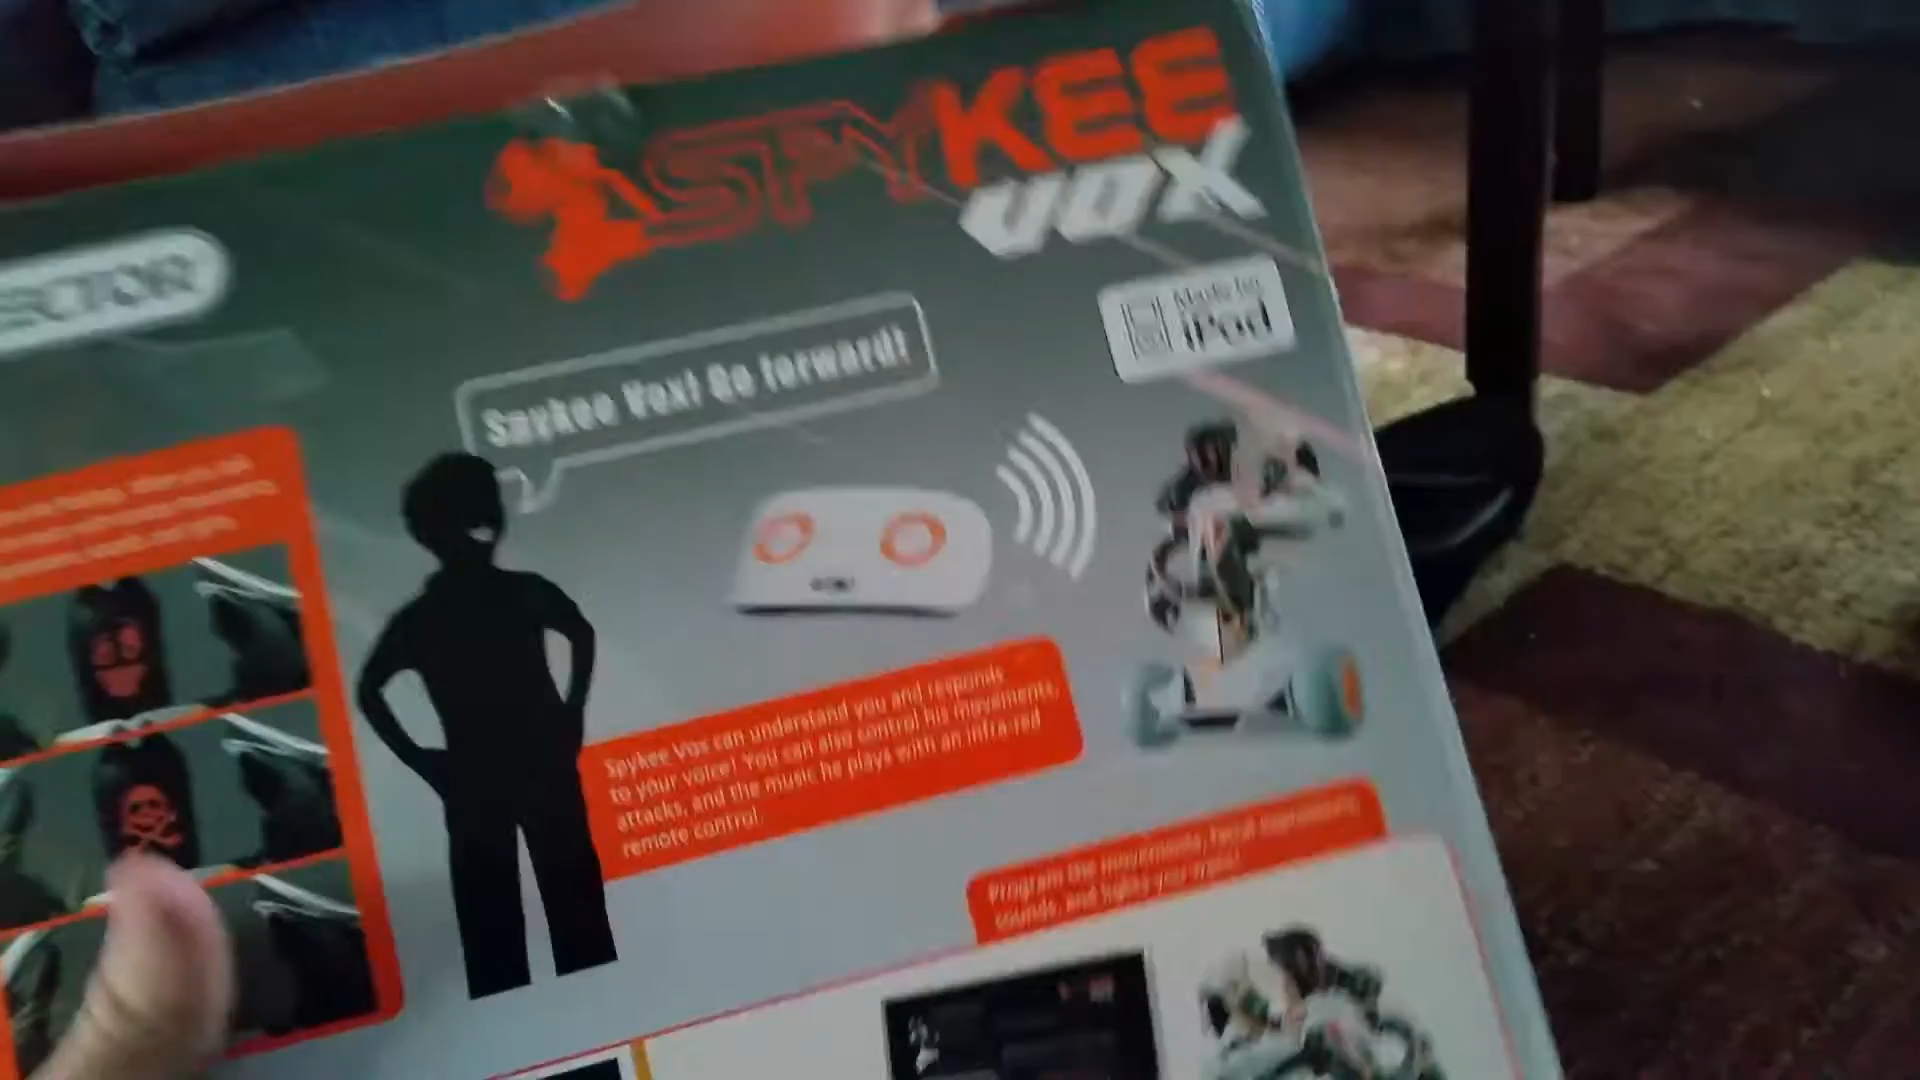 SPYKEE
VOX
ECTOR
Made for
iPod
Spykee Vox! Go forward!
Spykee Vox can understand you and responds
to your voice! You can also control his movements,
attacks, and the music he plays with an infra-red
remote control.
Program the movements, facial expressions,
sounds, and lights you want!